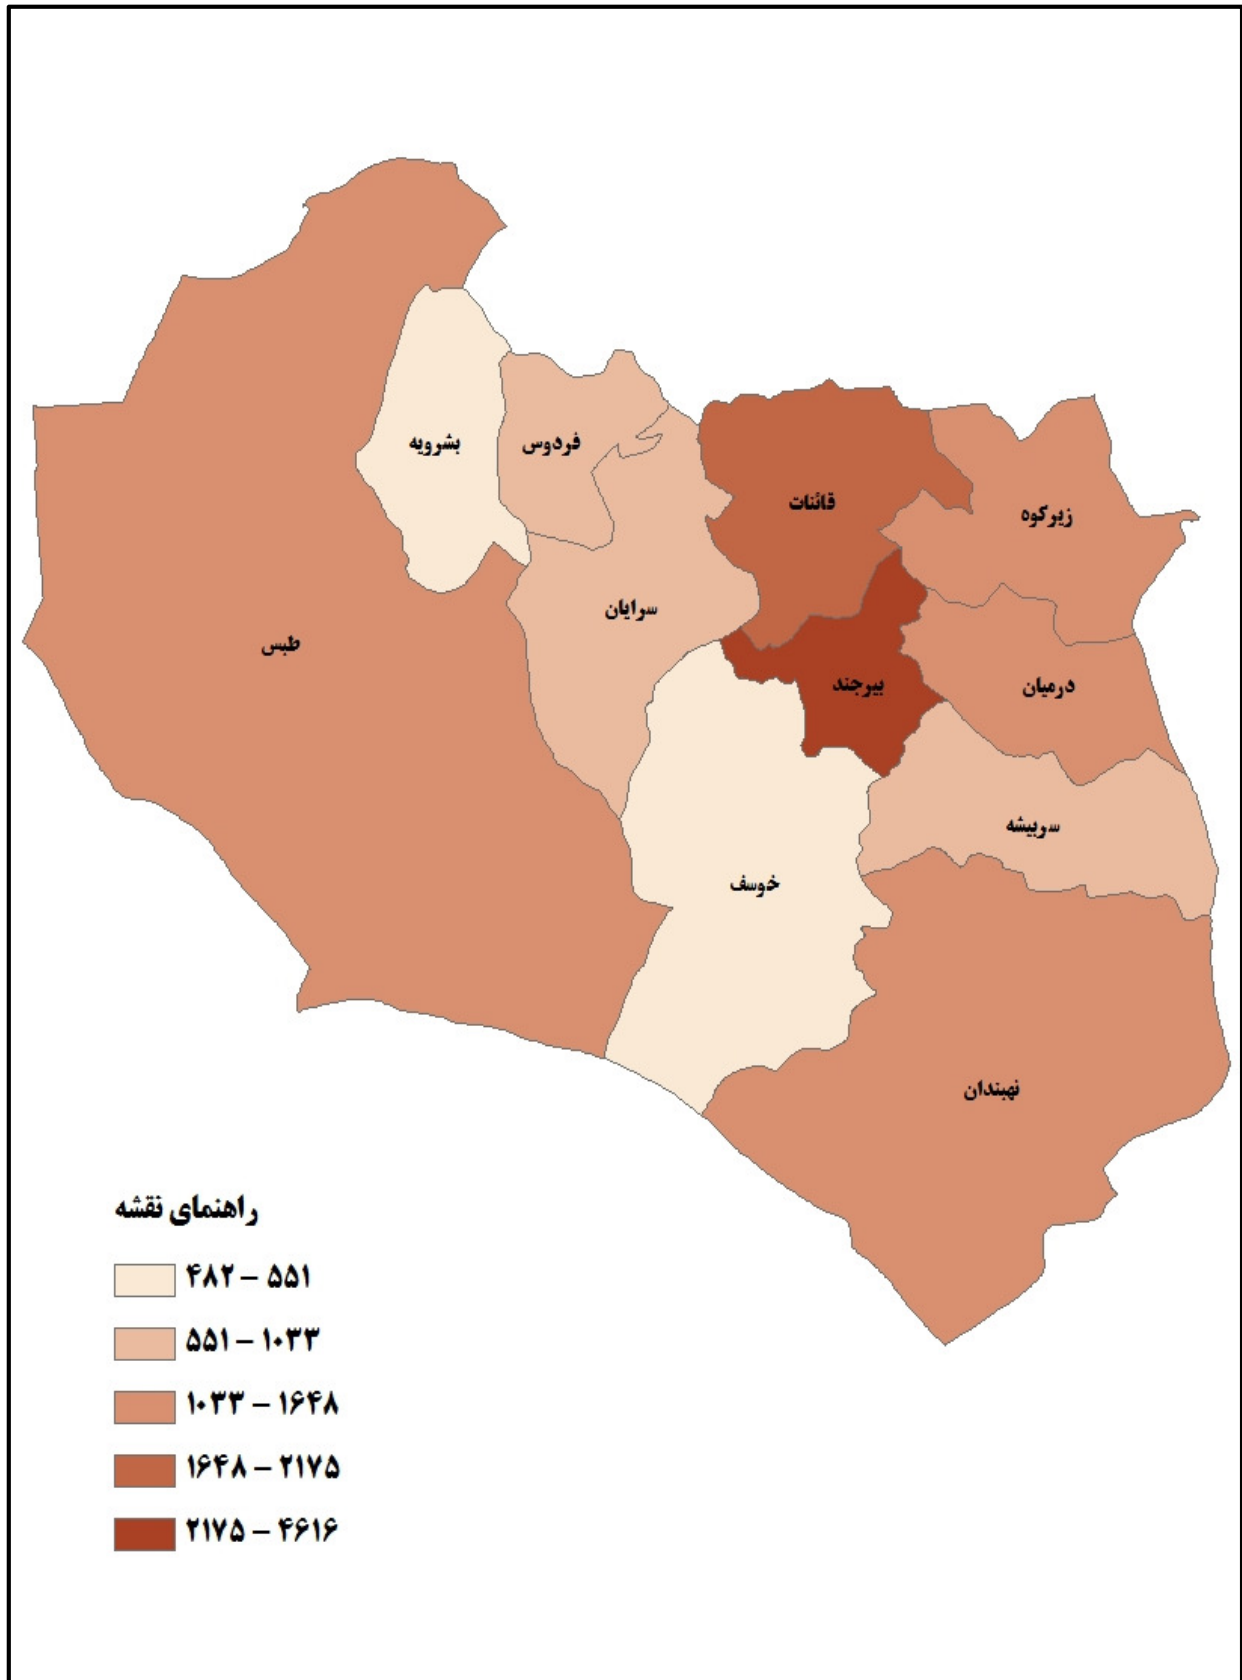 بشرویه
فردوس
قائنات
زیرکوه
سرایان
طبس
بیرجند
درمیان
سربیشه
خوسف
نهبندان
راهنمای نقشه
۴۸۲ – ۵۵۱
۵۵۱ – ۱۰۳۳
۱۰۳۳ – ۱۶۴۸
۱۶۴۸ – ۲۱۷۵
۲۱۷۵ – ۴۶۱۶